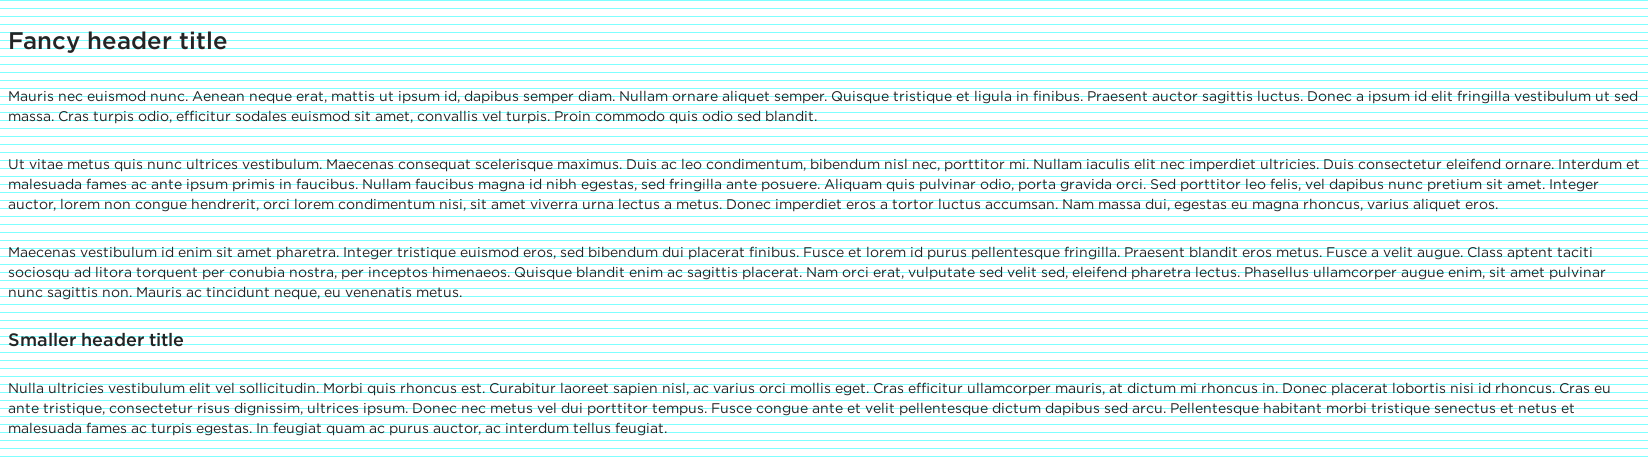 Fancy header title
Mauris nec euismod nunc. Aenean neque erat, mattis ut ipsum id, dapibus semper diam. Nullam ornare aliquet semper. Quisque tristique et ligula in finibus. Praesent auctor sagittis luctus. Donec a ipsum id elit fringilla vestibulum ut sed
massa. Cras turpis odio, efficitur sodales euismod sit amet, convallis vel turpis. Proin commodo quis odio sed blandit.
Ut vitae metus quis nunc ultrices vestibulum. Maecenas consequat scelerisque maximus. Duis ac leo condimentum, bibendum nisl nec, porttitor mi. Nullam iaculis elit nec imperdiet ultricies. Duis consectetur eleifend ornare. Interdum et
malesuada fames ac ante ipsum primis in faucibus. Nullam faucibus magna id nibh egestas, sed fringilla ante posuere. Aliquam quis pulvinar odio, porta gravida orci. Sed porttitor leo felis, vel dapibus nunc pretium sit amet. Integer
auctor, lorem non congue hendrerit, orci lorem condimentum nisi, sit amet viverra urna lectus a metus. Donec imperdiet eros a tortor luctus accumsan. Nam massa dui, egestas eu magna rhoncus, varius aliquet eros.
Maecenas vestibulum id enim sit amet pharetra. Integer tristique euismod eros, sed bibendum dui placerat finibus. Fusce et lorem id purus pellentesque fringilla. Praesent blandit eros metus. Fusce a velit augue. Class aptent taciti
sociosqu ad litora torquent per conubia nostra, per inceptos himenaeos. Quisque blandit enim ac sagittis placerat. Nam orci erat, vulputate sed velit sed, eleifend pharetra lectus. Phasellus ullamcorper augue enim, sit amet pulvinar
nunc sagittis non. Mauris ac tincidunt neque, eu venenatis metus.
Smaller header title
Nulla ultricies vestibulum elit vel sollicitudin. Morbi quis rhoncus est. Curabitur laoreet sapien nisl, ac varius orci mollis eget. Cras efficitur ullamcorper mauris, at dictum mi rhoncus in. Donec placerat lobortis nisi id rhoncus. Cras eu
ante tristique, consectetur risus dignissim, ultrices ipsum. Donec nec metus vel dui porttitor tempus. Fusce congue ante et velit pellentesque dictum dapibus sed arcu. Pellentesque habitant morbi tristique senectus et netus et
malesuada fames ac turpis egestas. In feugiat quam ac purus auctor, ac interdum tellus feugiat.